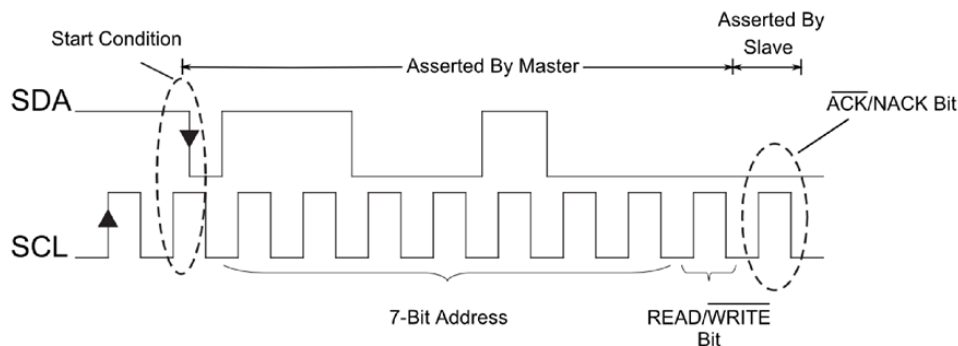 Asserted By
Slave
Start Condition
Asserted By Master
SDA
ACK/NACK Bit
SCL
7-Bit Address
READ/WRITE
Bit